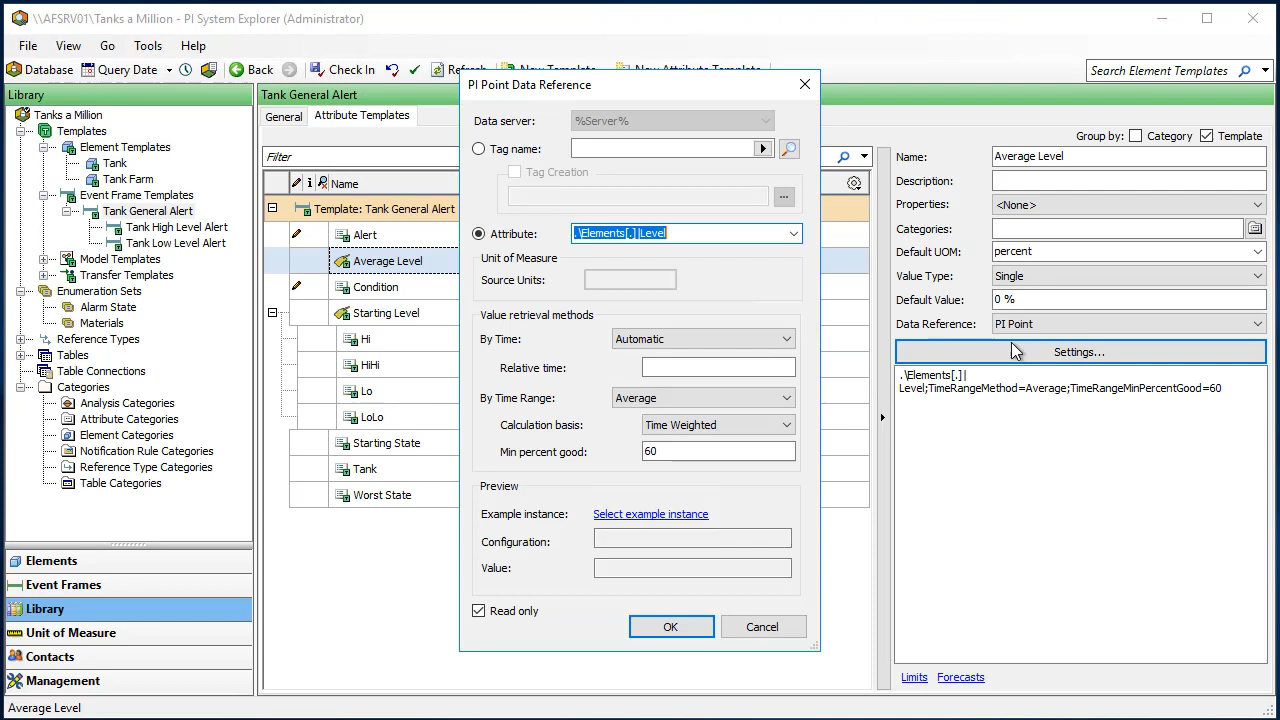 \\AFSRV01\Tanks a Million - PI System Explorer (Administrator)
File View Go Tools Help
Database Query Date Back Check In Refresh New Template New Attribute Template
Search Element Templates
Library
Tanks a Million
Templates
Element Templates
Tank
Tank Farm
Event Frame Templates
Tank General Alert
Tank High Level Alert
Tank Low Level Alert
Model Templates
Transfer Templates
Enumeration Sets
Alarm State
Materials
Reference Types
Tables
Table Connections
Categories
Analysis Categories
Attribute Categories
Element Categories
Notification Rule Categories
Reference Type Categories
Table Categories
Elements
Event Frames
Library
Unit of Measure
Contacts
Management
Average Level
Tank General Alert
General Attribute Templates
Filter
Name
Template: Tank General Alert
Alert
Average Level
Condition
Starting Level
Hi
HiHi
Lo
LoLo
Starting State
Tank
Worst State
PI Point Data Reference
Data server: %Server%
Tag name:
Tag Creation
...
Attribute: .\Elements[.]|Level
Unit of Measure
Source Units:
Value retrieval methods
By Time: Automatic
Relative time:
By Time Range: Average
Calculation basis: Time Weighted
Min percent good: 60
Preview
Example instance: Select example instance
Configuration:
Value:
Read only
OK Cancel
Group by: Category Template
Name: Average Level
Description:
Properties: <None>
Categories:
Default UOM: percent
Value Type: Single
Default Value: 0 %
Data Reference: PI Point
Settings...
.\Elements[.]|
Level;TimeRangeMethod=Average;TimeRangeMinPercentGood=60
Limits Forecasts